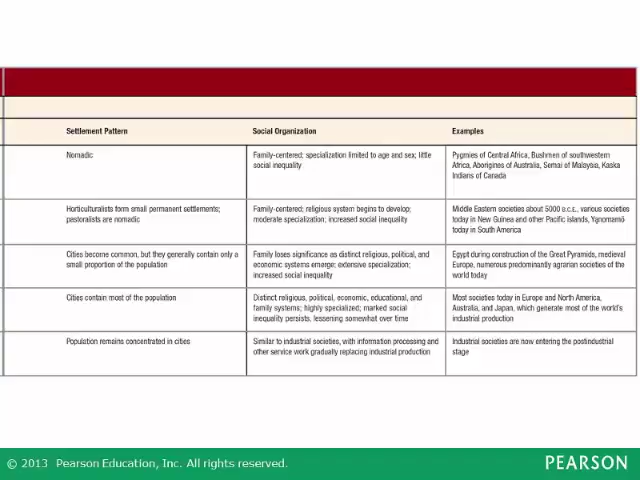 Settlement Pattern Social Organization Examples
Nomadic
Family-centered; specialization limited to age and sex; little
social inequality
Pygmies of Central Africa, Bushmen of southwestern
Africa, Aborigines of Australia, Semai of Malaysia, Kaska
Indians of Canada
Horticulturalists form small permanent settlements;
pastoralists are nomadic
Family-centered; religious system begins to develop;
moderate specialization; increased social inequality
Middle Eastern societies about 5000 B.C.E., various societies
today in New Guinea and other Pacific islands, Yąnomamö
today in South America
Cities become common, but they generally contain only a
small proportion of the population
Family loses significance as distinct religious, political, and
economic systems emerge; extensive specialization;
increased social inequality
Egypt during construction of the Great Pyramids, medieval
Europe, numerous predominantly agrarian societies of the
world today
Cities contain most of the population
Distinct religious, political, economic, educational, and
family systems; highly specialized; marked social
inequality persists, lessening somewhat over time
Most societies today in Europe and North America,
Australia, and Japan, which generate most of the world's
industrial production
Population remains concentrated in cities
Similar to industrial societies, with information processing and
other service work gradually replacing industrial production
Industrial societies are now entering the postindustrial
stage
© 2013 Pearson Education, Inc. All rights reserved.
PEARSON